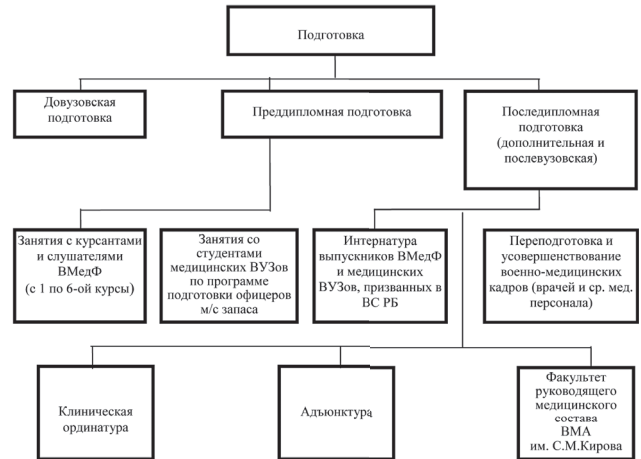 Подготовка
Довузовская
подготовка
Преддипломная подготовка
Последипломная
подготовка
(дополнительная и
послевузовская)
Занятия с курсантами
и слушателями
ВМедФ
(с 1 по 6-ой курсы)
Занятия со
студентами
медицинских ВУЗов
по программе
подготовки офицеров
м/с запаса
Интернатура
выпускников ВМедФ
и медицинских
ВУЗов, призванных в
ВС РБ
Переподготовка и
усовершенствование
военно-медицинских
кадров (врачей и ср. мед.
персонала)
Клиническая
ординатура
Адъюнктура
Факультет
руководящего
медицинского
состава
ВМА
им. С.М.Кирова